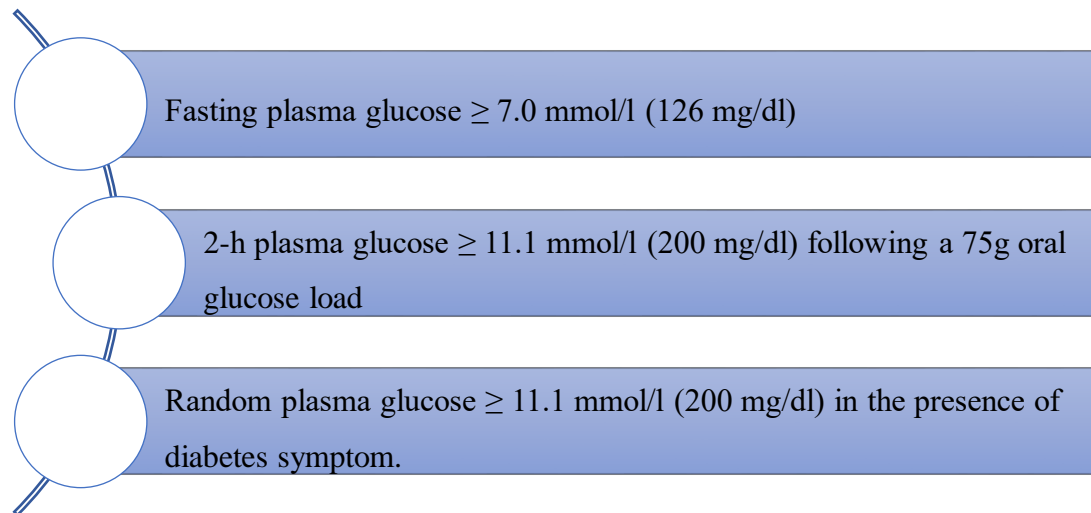 Fasting plasma glucose ≥ 7.0 mmol/l (126 mg/dl)
2-h plasma glucose ≥ 11.1 mmol/l (200 mg/dl) following a 75g oral
glucose load
Random plasma glucose ≥ 11.1 mmol/l (200 mg/dl) in the presence of
diabetes symptom.